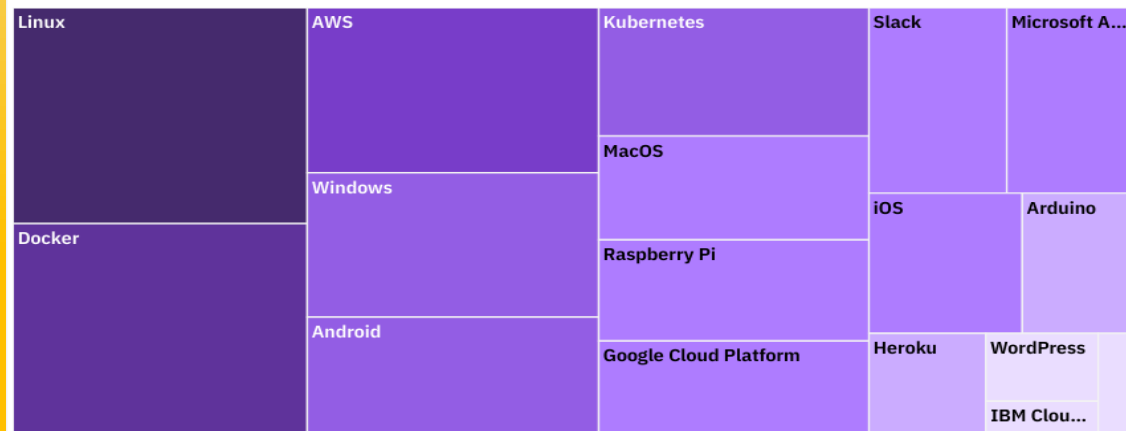 Linux
Docker
AWS
Windows
Android
Kubernetes
MacOS
Raspberry Pi
Google Cloud Platform
Slack
Microsoft A...
iOS
Arduino
Heroku
WordPress
IBM Clou...